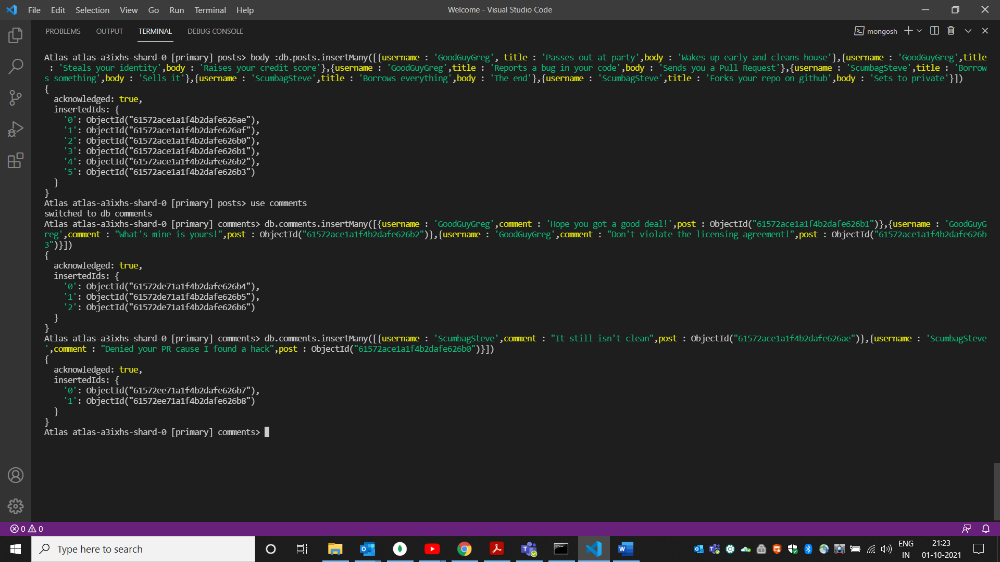 File Edit Selection View Go Run Terminal Help Welcome - Visual Studio Code
PROBLEMS OUTPUT TERMINAL DEBUG CONSOLE mongosh
Atlas atlas-a3ixhs-shard-0 [primary] posts> body :db.posts.insertMany([{username : 'GoodGuyGreg', title : 'Passes out at party',body : 'Wakes up early and cleans house'},{username : 'GoodGuyGreg',title
 : 'Steals your identity',body : 'Raises your credit score'},{username : 'GoodGuyGreg',title : 'Reports a bug in your code',body : 'Sends you a Pull Request'},{username : 'ScumbagSteve',title : 'Borrow
s something',body : 'Sells it'},{username : 'ScumbagSteve',title : 'Borrows everything',body : 'The end'},{username : 'ScumbagSteve',title : 'Forks your repo on github',body : 'Sets to private'}])
{
  acknowledged: true,
  insertedIds: {
    '0': ObjectId("61572ace1a1f4b2dafe626ae"),
    '1': ObjectId("61572ace1a1f4b2dafe626af"),
    '2': ObjectId("61572ace1a1f4b2dafe626b0"),
    '3': ObjectId("61572ace1a1f4b2dafe626b1"),
    '4': ObjectId("61572ace1a1f4b2dafe626b2"),
    '5': ObjectId("61572ace1a1f4b2dafe626b3")
  }
}
Atlas atlas-a3ixhs-shard-0 [primary] posts> use comments
switched to db comments
Atlas atlas-a3ixhs-shard-0 [primary] comments> db.comments.insertMany([{username : 'GoodGuyGreg',comment : 'Hope you got a good deal!',post : ObjectId("61572ace1a1f4b2dafe626b1")},{username : 'GoodGuyG
reg',comment : "What's mine is yours!",post : ObjectId("61572ace1a1f4b2dafe626b2")},{username : 'GoodGuyGreg',comment : "Don't violate the licensing agreement!",post : ObjectId("61572ace1a1f4b2dafe626b
3")}])
{
  acknowledged: true,
  insertedIds: {
    '0': ObjectId("61572de71a1f4b2dafe626b4"),
    '1': ObjectId("61572de71a1f4b2dafe626b5"),
    '2': ObjectId("61572de71a1f4b2dafe626b6")
  }
}
Atlas atlas-a3ixhs-shard-0 [primary] comments> db.comments.insertMany([{username : 'ScumbagSteve',comment : "It still isn't clean",post : ObjectId("61572ace1a1f4b2dafe626ae")},{username : 'ScumbagSteve
',comment : "Denied your PR cause I found a hack",post : ObjectId("61572ace1a1f4b2dafe626b0")}])
{
  acknowledged: true,
  insertedIds: {
    '0': ObjectId("61572ee71a1f4b2dafe626b7"),
    '1': ObjectId("61572ee71a1f4b2dafe626b8")
  }
}
Atlas atlas-a3ixhs-shard-0 [primary] comments>
0 0
Type here to search
ENG 21:23
IN 01-10-2021